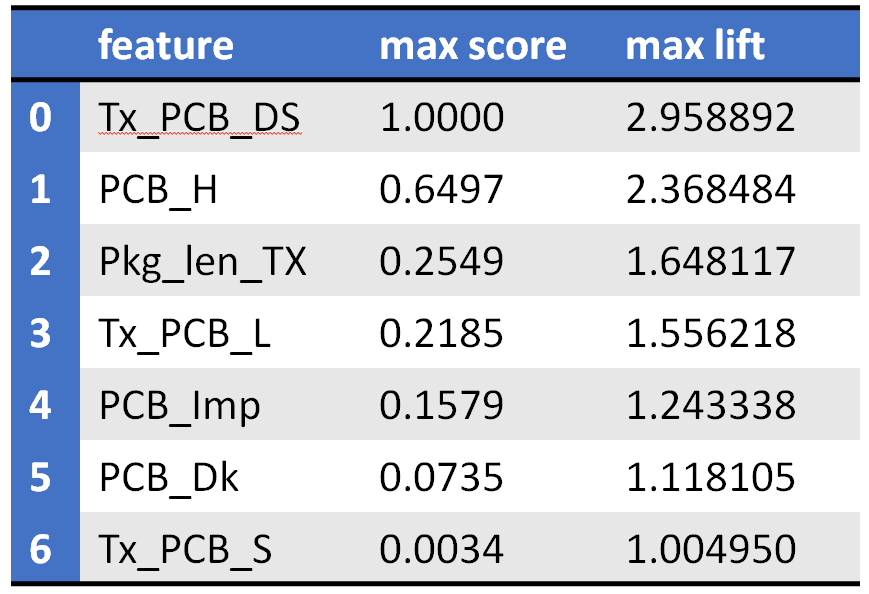 feature max score max lift
0 Tx_PCB_DS 1.0000 2.958892
1 PCB_H 0.6497 2.368484
2 Pkg_len_TX 0.2549 1.648117
3 Tx_PCB_L 0.2185 1.556218
4 PCB_Imp 0.1579 1.243338
5 PCB_Dk 0.0735 1.118105
6 Tx_PCB_S 0.0034 1.004950